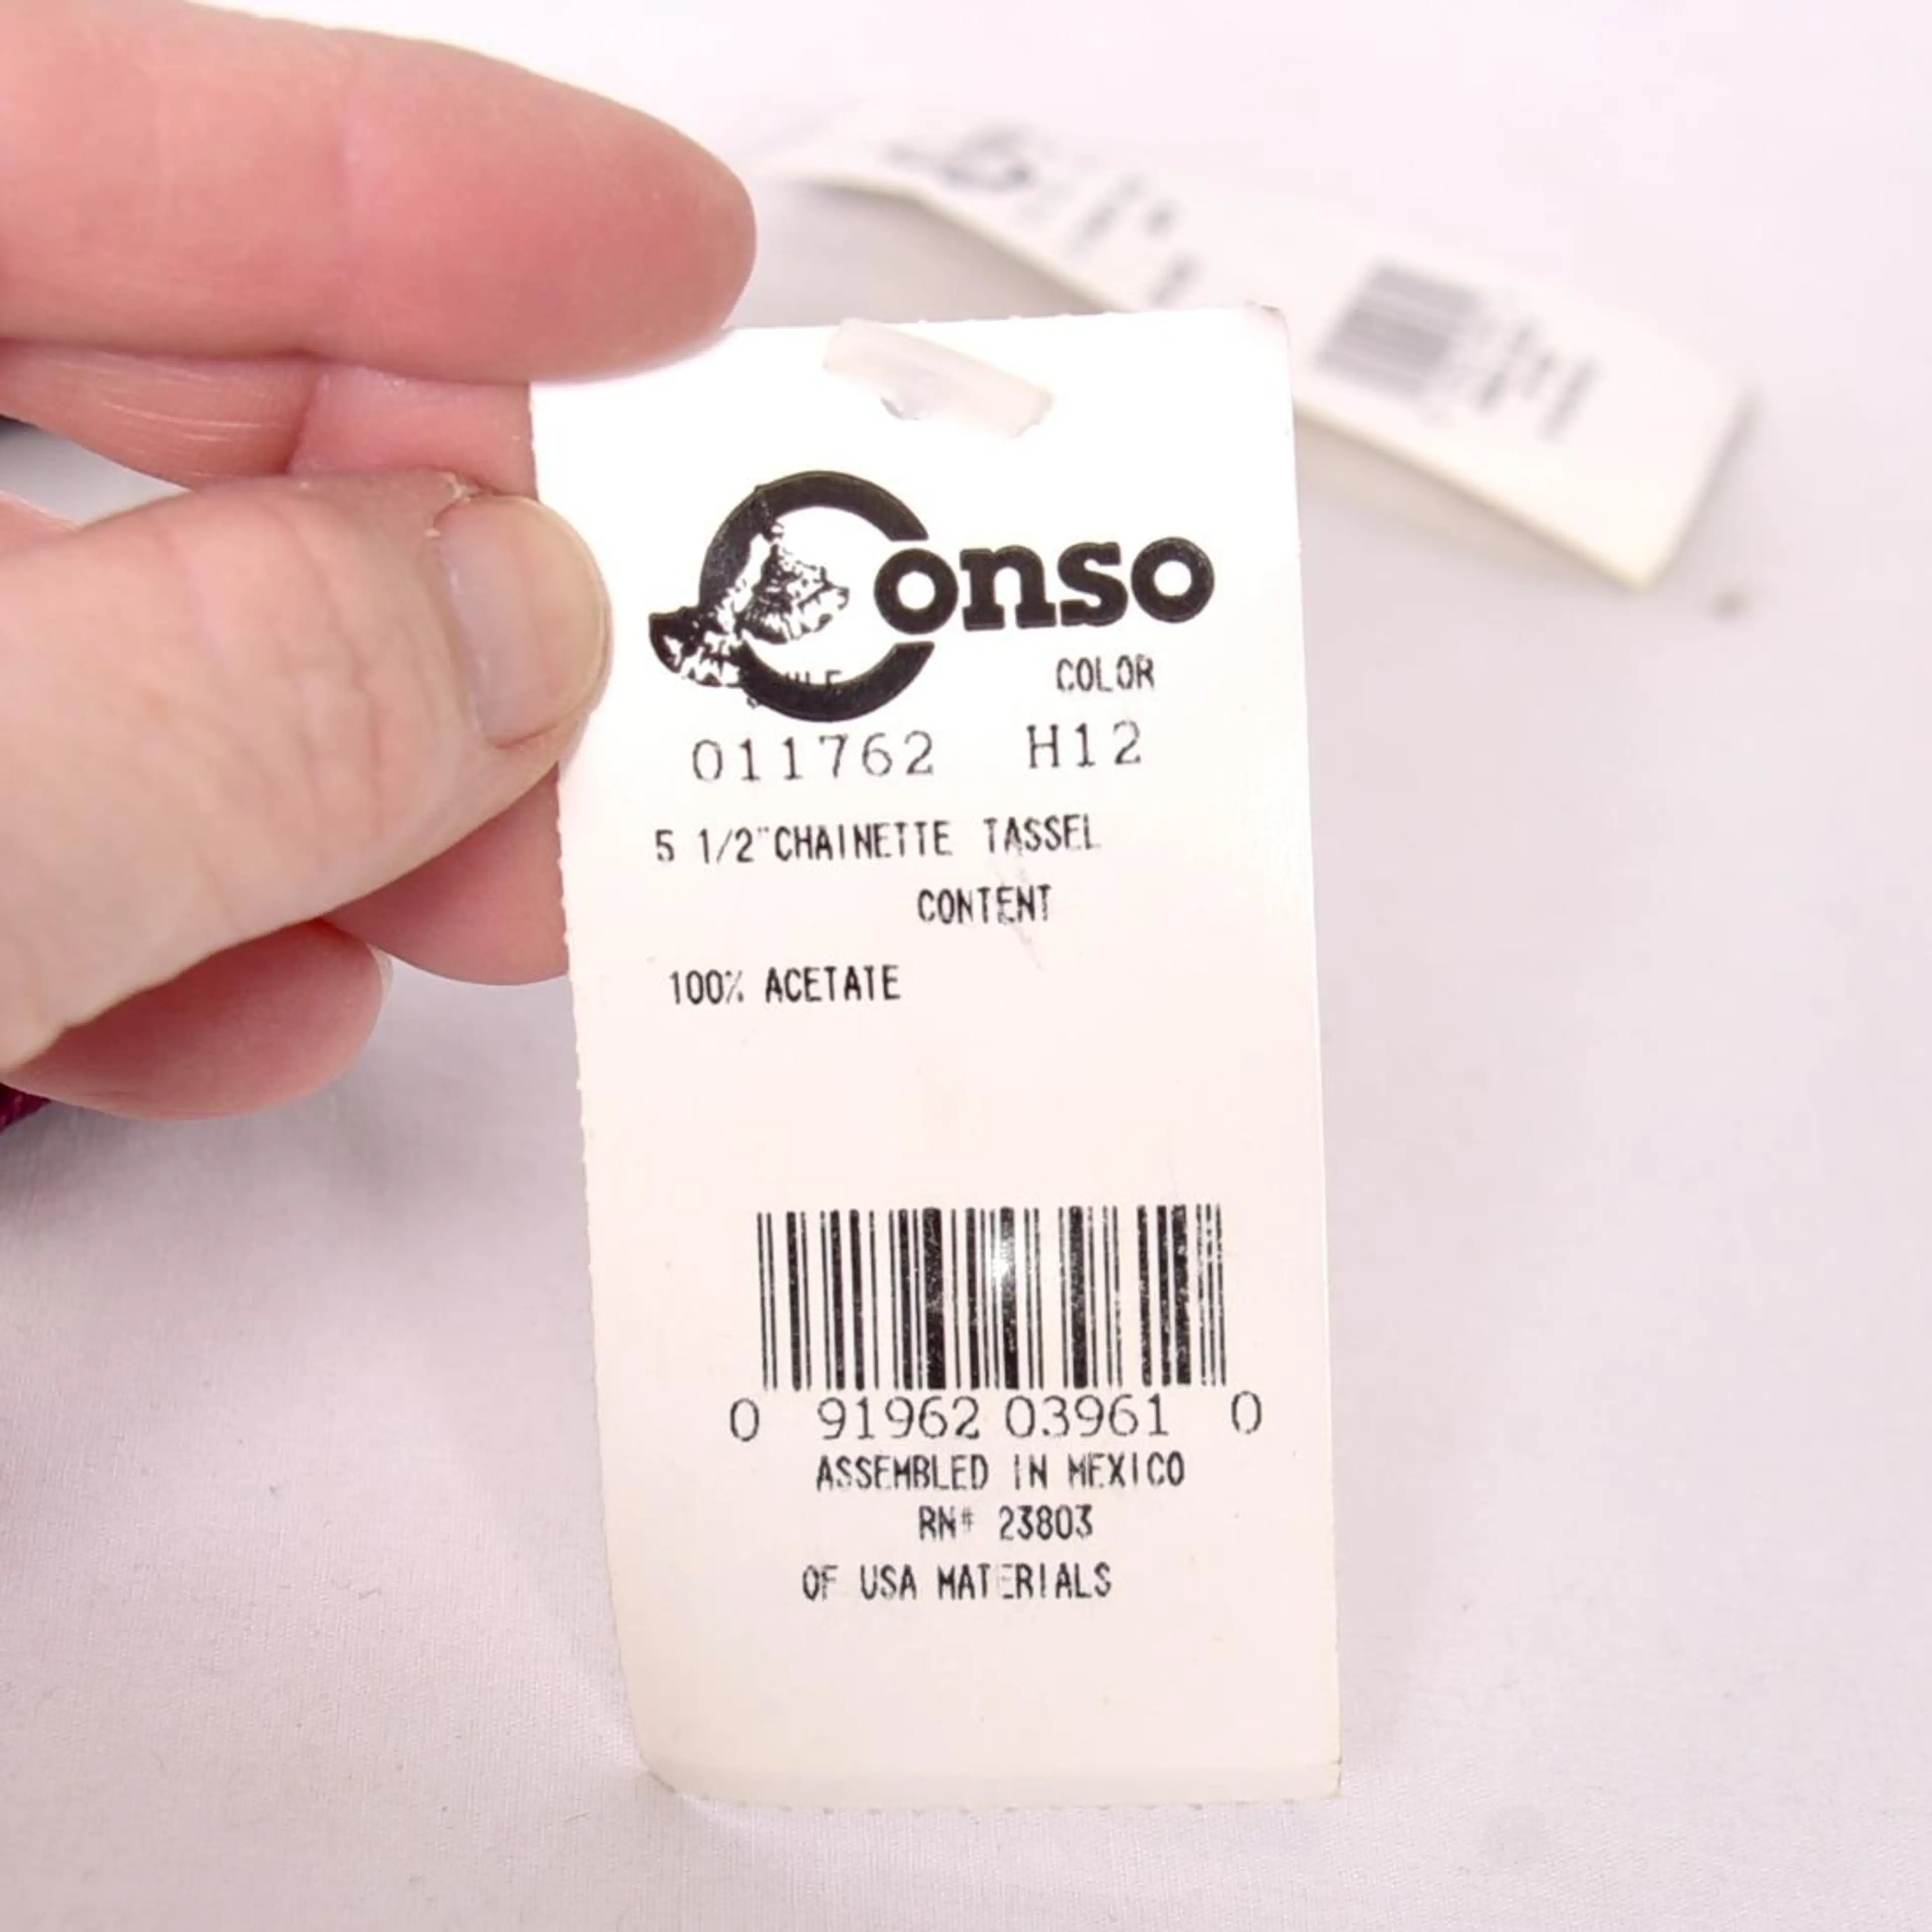 Conso
COLOR
011762 H12
5 1/2" CHAINETTE TASSEL
CONTENT
100% ACETATE
0 91962 03961 0
ASSEMBLED IN MEXICO
RN# 23803
OF USA MATERIALS